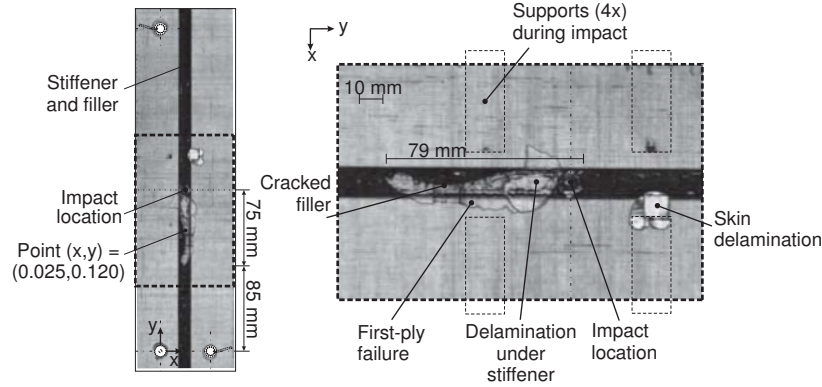 Stiffener
and filler
Impact
location
Point (x,y) =
(0.025,0.120)
75 mm
85 mm
y
x
y
x
Supports (4x)
during impact
10 mm
79 mm
Cracked
filler
Skin
delamination
First-ply
failure
Delamination
under
stiffener
Impact
location